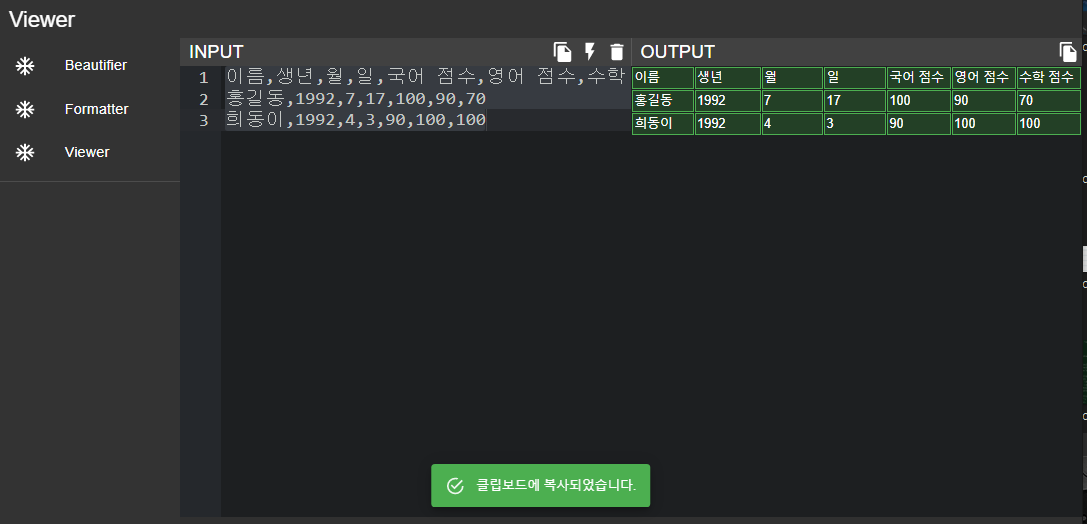 Viewer
Beautifier
Formatter
Viewer
INPUT
1 이름,생년,월,일,국어 점수,영어 점수,수학
2 홍길동,1992,7,17,100,90,70
3 희동이,1992,4,3,90,100,100
OUTPUT
이름 생년 월 일 국어 점수 영어 점수 수학 점수
홍길동 1992 7 17 100 90 70
희동이 1992 4 3 90 100 100
클립보드에 복사되었습니다.